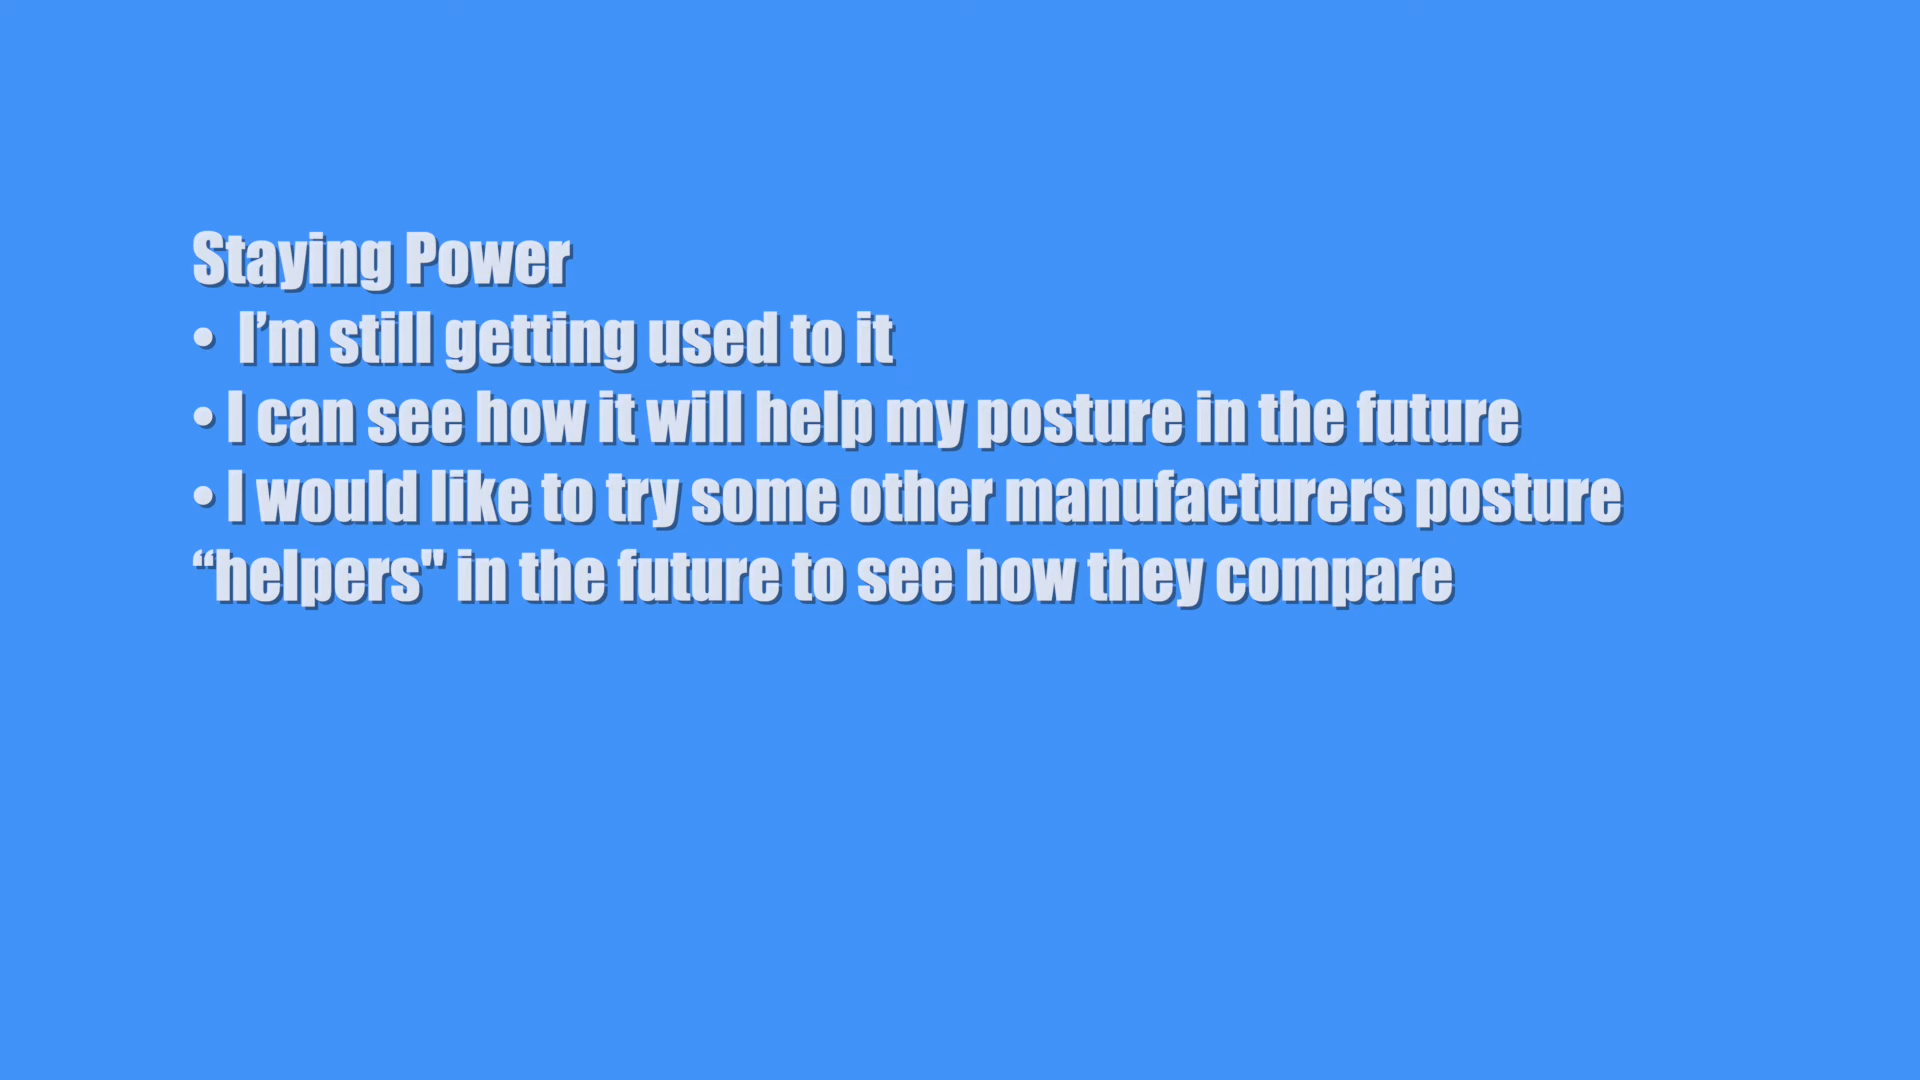 Staying Power
•  I’m still getting used to it
• I can see how it will help my posture in the future
• I would like to try some other manufacturers posture
“helpers" in the future to see how they compare